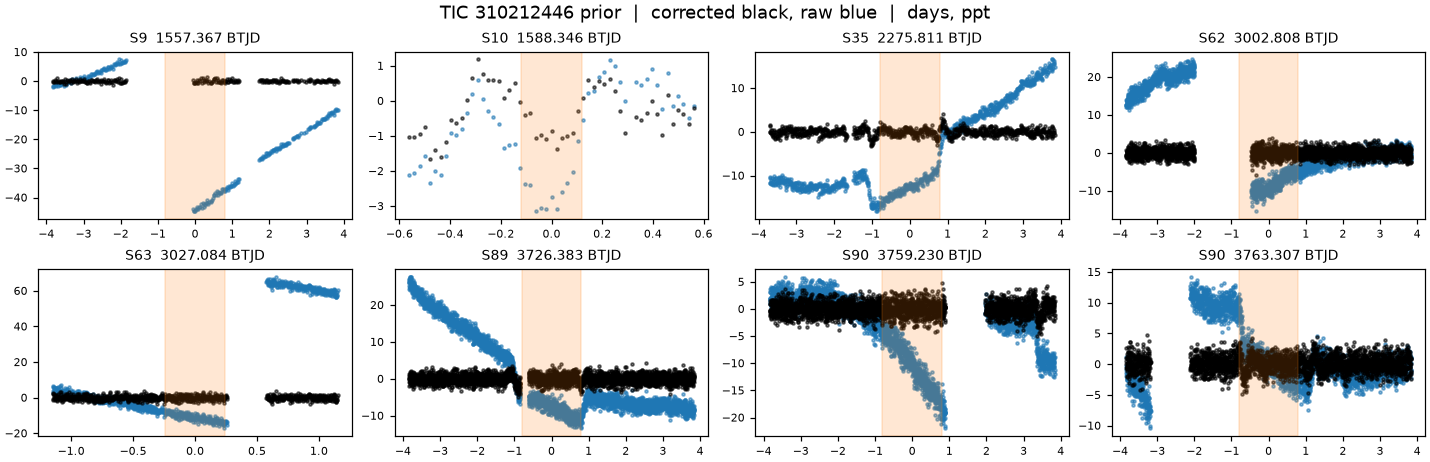 TIC 310212446 prior | corrected black, raw blue | days, ppt
S9 1557.367 BTJD
S10 1588.346 BTJD
S35 2275.811 BTJD
S62 3002.808 BTJD
10
0
−10
−20
−30
−40
−4 −3 −2 −1 0 1 2 3 4
1
0
−1
−2
−3
−0.6 −0.4 −0.2 0.0 0.2 0.4 0.6
10
0
−10
−4 −3 −2 −1 0 1 2 3 4
20
10
0
−10
−4 −3 −2 −1 0 1 2 3 4
S63 3027.084 BTJD
S89 3726.383 BTJD
S90 3759.230 BTJD
S90 3763.307 BTJD
60
40
20
0
−20
−1.0 −0.5 0.0 0.5 1.0
20
10
0
−10
−4 −3 −2 −1 0 1 2 3 4
5
0
−5
−10
−15
−20
−4 −3 −2 −1 0 1 2 3 4
15
10
5
0
−5
−10
−4 −3 −2 −1 0 1 2 3 4